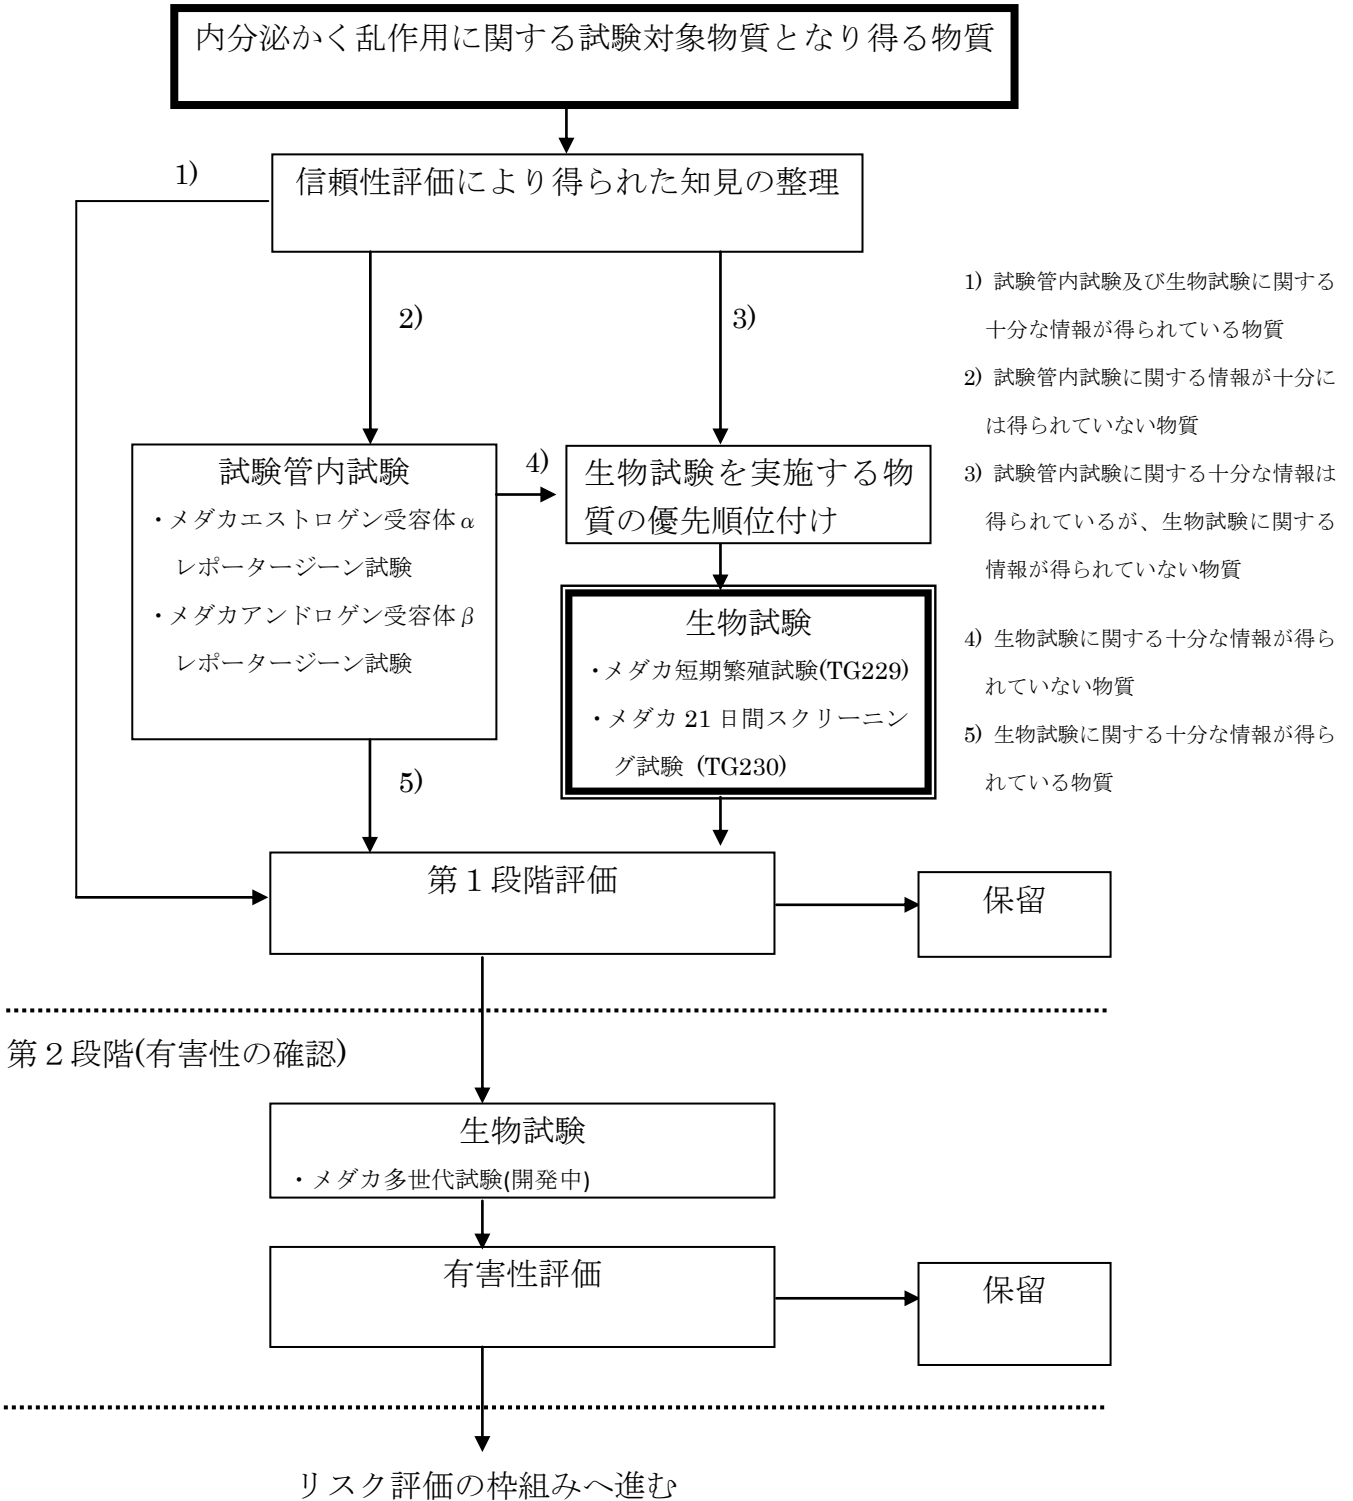 内分泌かく乱作用に関する試験対象物質となり得る物質
1)
信頼性評価により得られた知見の整理
2)
3)
1) 試験管内試験及び生物試験に関する
十分な情報が得られている物質
2) 試験管内試験に関する情報が十分に
は得られていない物質
3) 試験管内試験に関する十分な情報は
得られているが、生物試験に関する
情報が得られていない物質
4) 生物試験に関する十分な情報が得ら
れていない物質
5) 生物試験に関する十分な情報が得ら
れている物質
試験管内試験
・メダカエストロゲン受容体α
レポータージーン試験
・メダカアンドロゲン受容体β
レポータージーン試験
4)
生物試験を実施する物
質の優先順位付け
生物試験
・メダカ短期繁殖試験(TG229)
・メダカ 21 日間スクリーニン
グ試験 (TG230)
5)
第１段階評価
保留
第２段階(有害性の確認)
生物試験
・メダカ多世代試験(開発中)
有害性評価
保留
リスク評価の枠組みへ進む